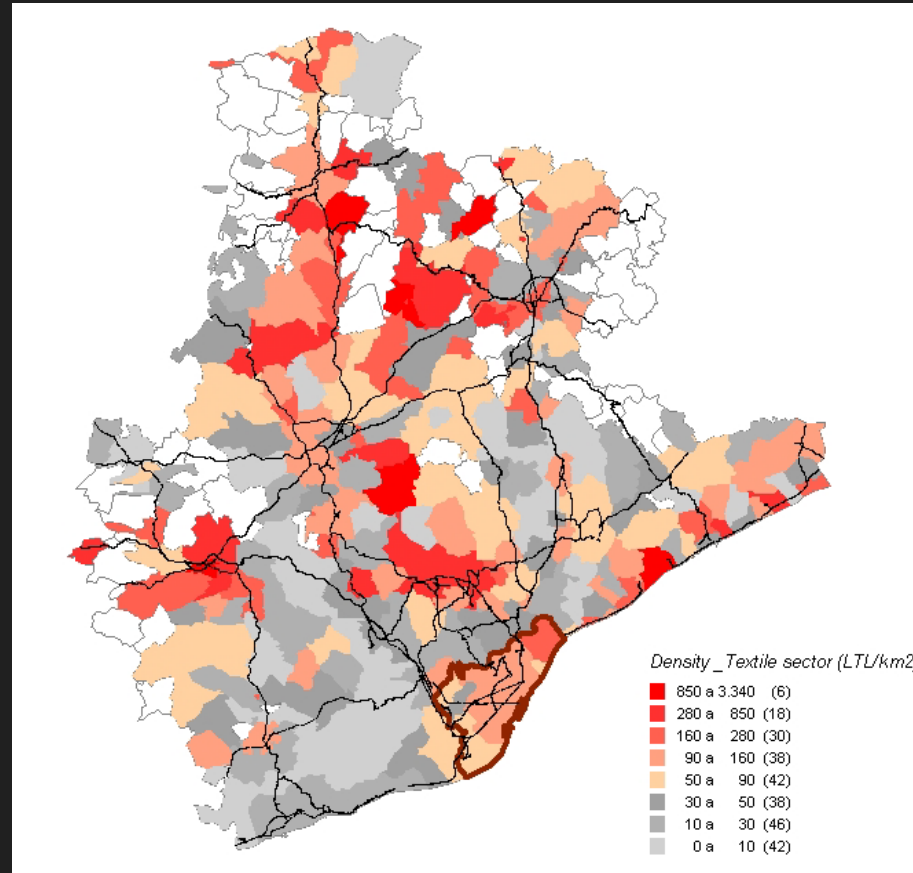 Density _Textile sector (LTL/km2)
850 a 3.340 (6)
280 a 850 (18)
160 a 280 (30)
90 a 160 (38)
50 a 90 (42)
30 a 50 (38)
10 a 30 (46)
0 a 10 (42)